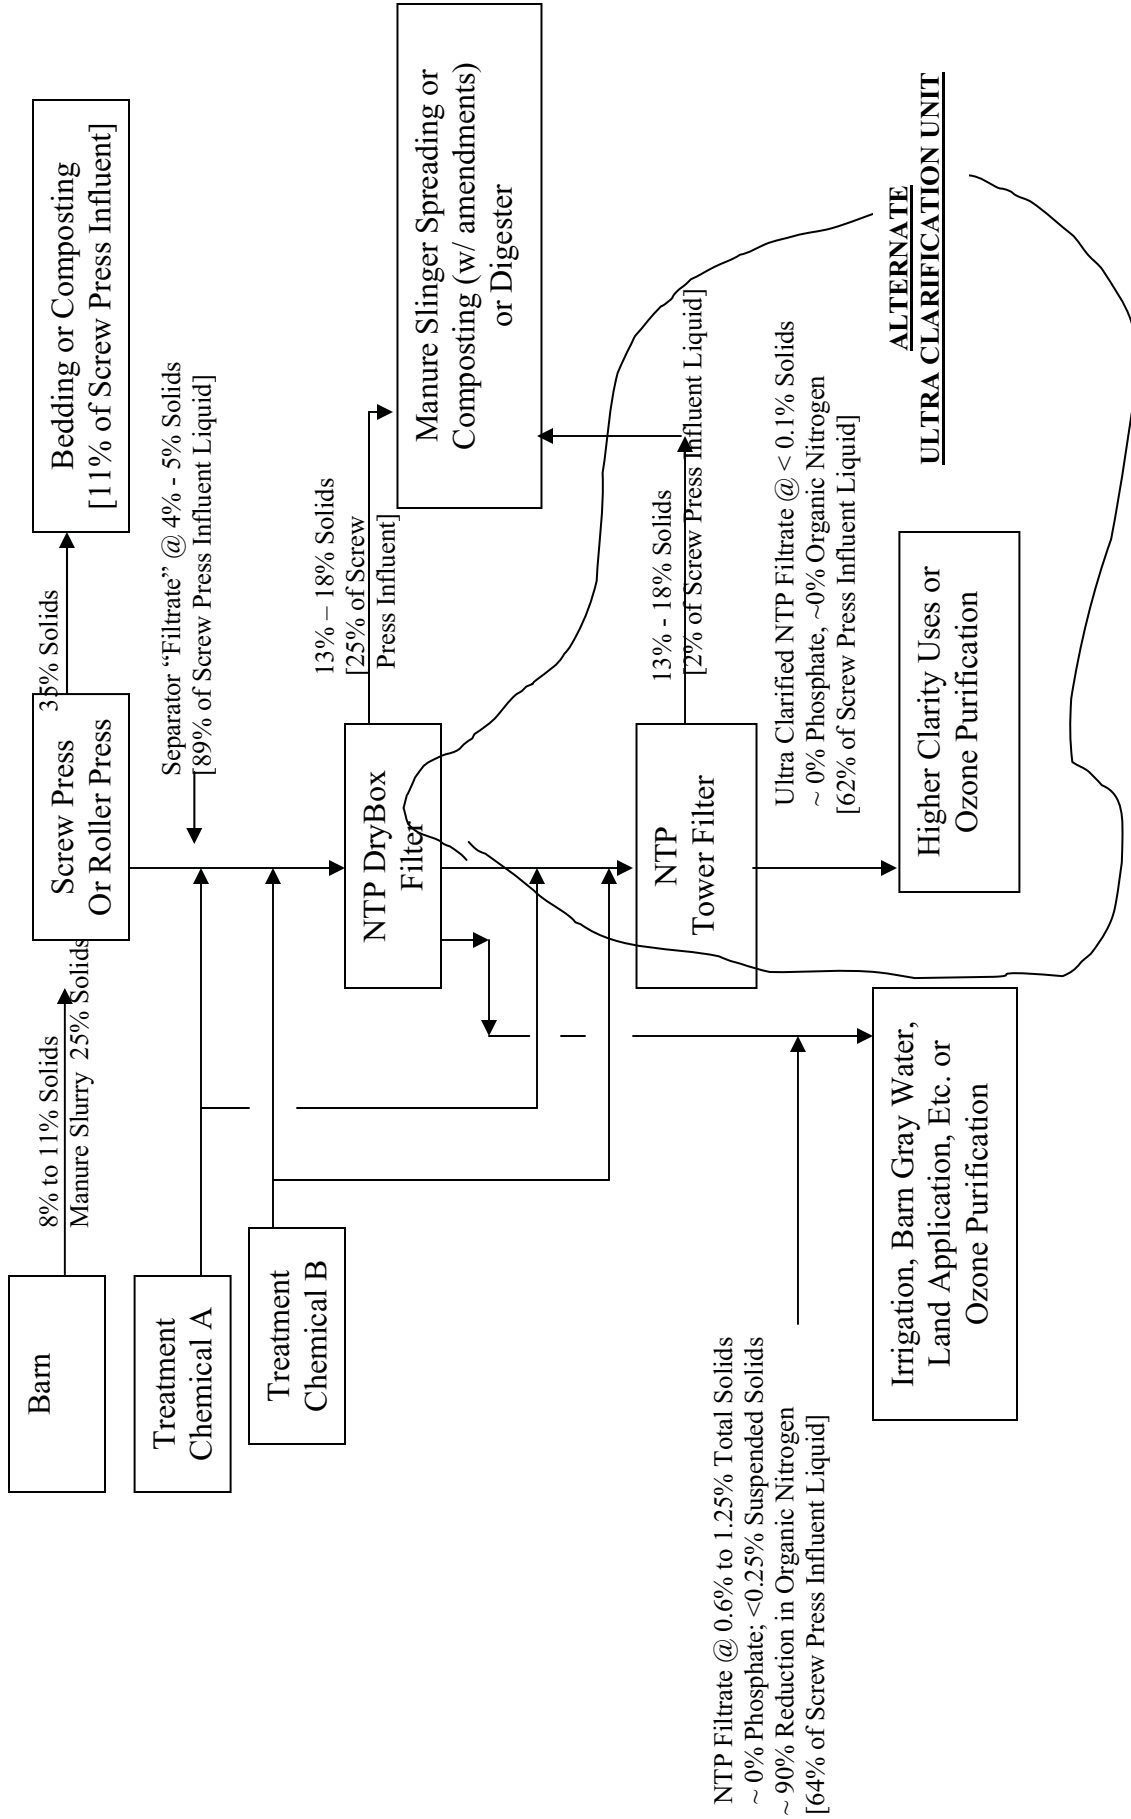 Barn
8% to 11% Solids
Manure Slurry 25% Solids
Screw Press
Or Roller Press
35% Solids
Bedding or Composting
[11% of Screw Press Influent]
Treatment
Chemical A
Separator “Filtrate” @ 4% - 5% Solids
[89% of Screw Press Influent Liquid]
Treatment
Chemical B
NTP DryBox
Filter
13% – 18% Solids
[25% of Screw
Press Influent]
Manure Slinger Spreading or
Composting (w/ amendments)
or Digester
NTP
Tower Filter
13% - 18% Solids
[2% of Screw Press Influent Liquid]
NTP Filtrate @ 0.6% to 1.25% Total Solids
~ 0% Phosphate; <0.25% Suspended Solids
~ 90% Reduction in Organic Nitrogen
[64% of Screw Press Influent Liquid]
Ultra Clarified NTP Filtrate @ < 0.1% Solids
~ 0% Phosphate, ~0% Organic Nitrogen
[62% of Screw Press Influent Liquid]
Irrigation, Barn Gray Water,
Land Application, Etc. or
Ozone Purification
Higher Clarity Uses or
Ozone Purification
ALTERNATE
ULTRA CLARIFICATION UNIT